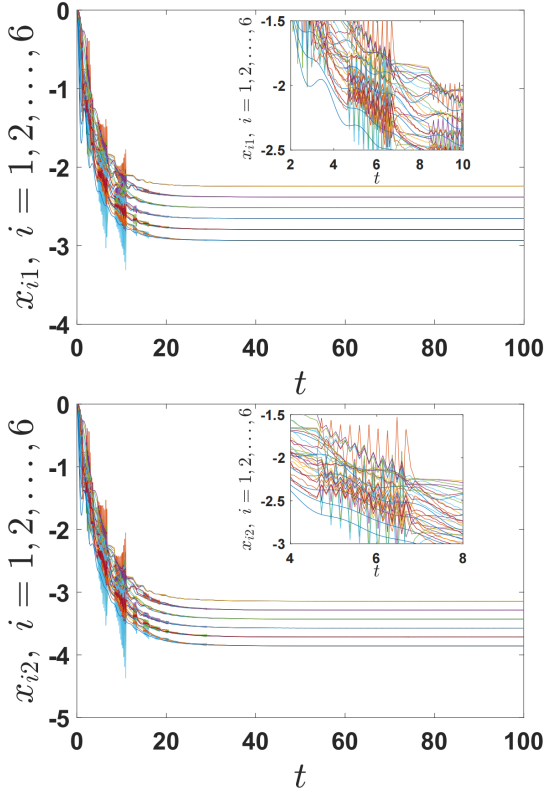 x_{i1}, i = 1, 2, ..., 6
0
-1
-2
-3
-4
0 20 40 60 80 100
t
x_{i1}, i = 1, 2, ..., 6
-1.5
-2
-2.5
2 4 6 8 10
t
x_{i2}, i = 1, 2, ..., 6
0
-1
-2
-3
-4
-5
0 20 40 60 80 100
t
x_{i2}, i = 1, 2, ..., 6
-1.5
-2
-2.5
-3
4 6 8
t